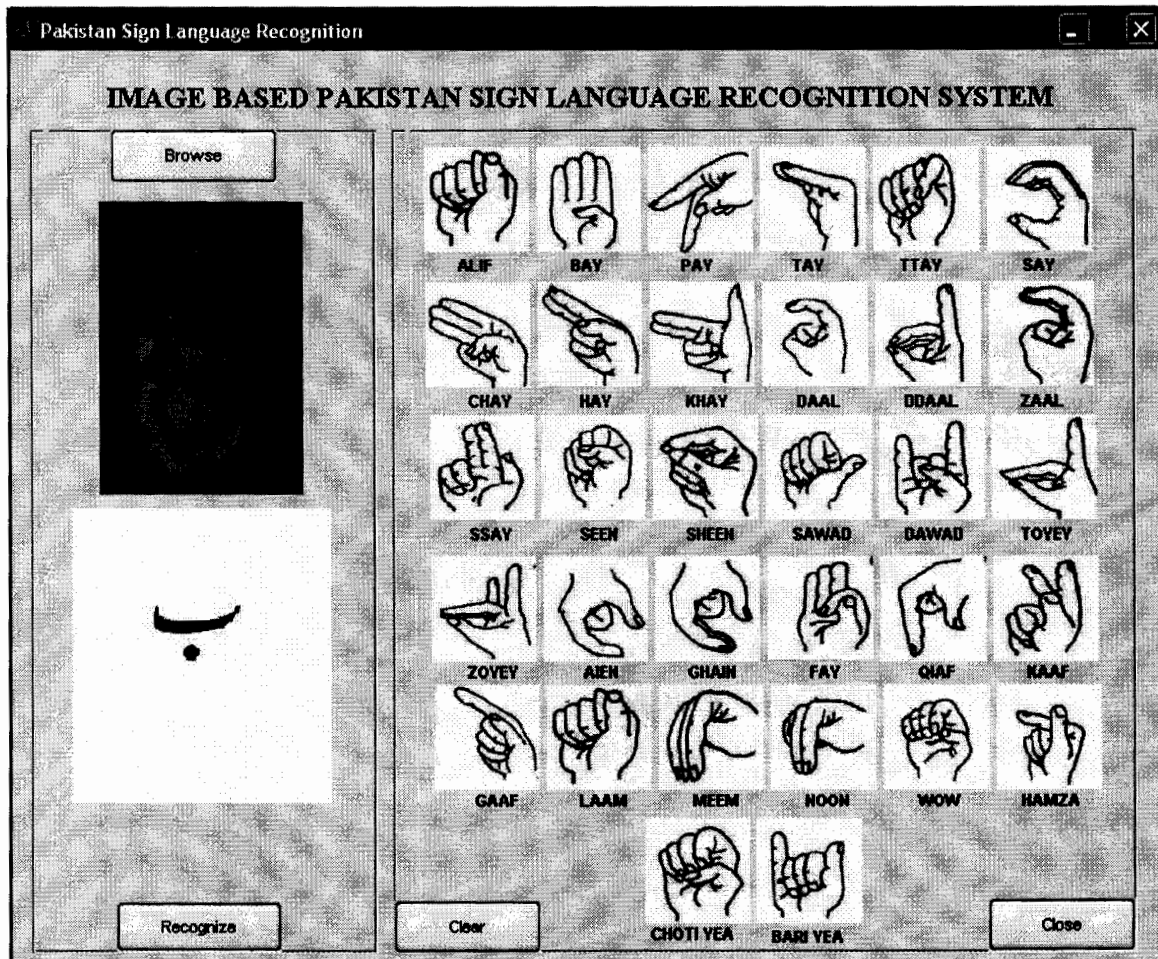 Pakistan Sign Language Recognition
IMAGE BASED PAKISTAN SIGN LANGUAGE RECOGNITION SYSTEM
Browse
ب
Recognize
ALIF BAY PAY TAY TTAY SAY
CHAY HAY KHAY DAAL DDAAL ZAAL
SSAY SEEN SHEEN SAWAD DAWAD TOYEY
ZOYEY AIEN GHAIN FAY QIAF KAAF
GAAF LAAM MEEM NOON WOW HAMZA
CHOTI YEA BARI YEA
Clear
Close